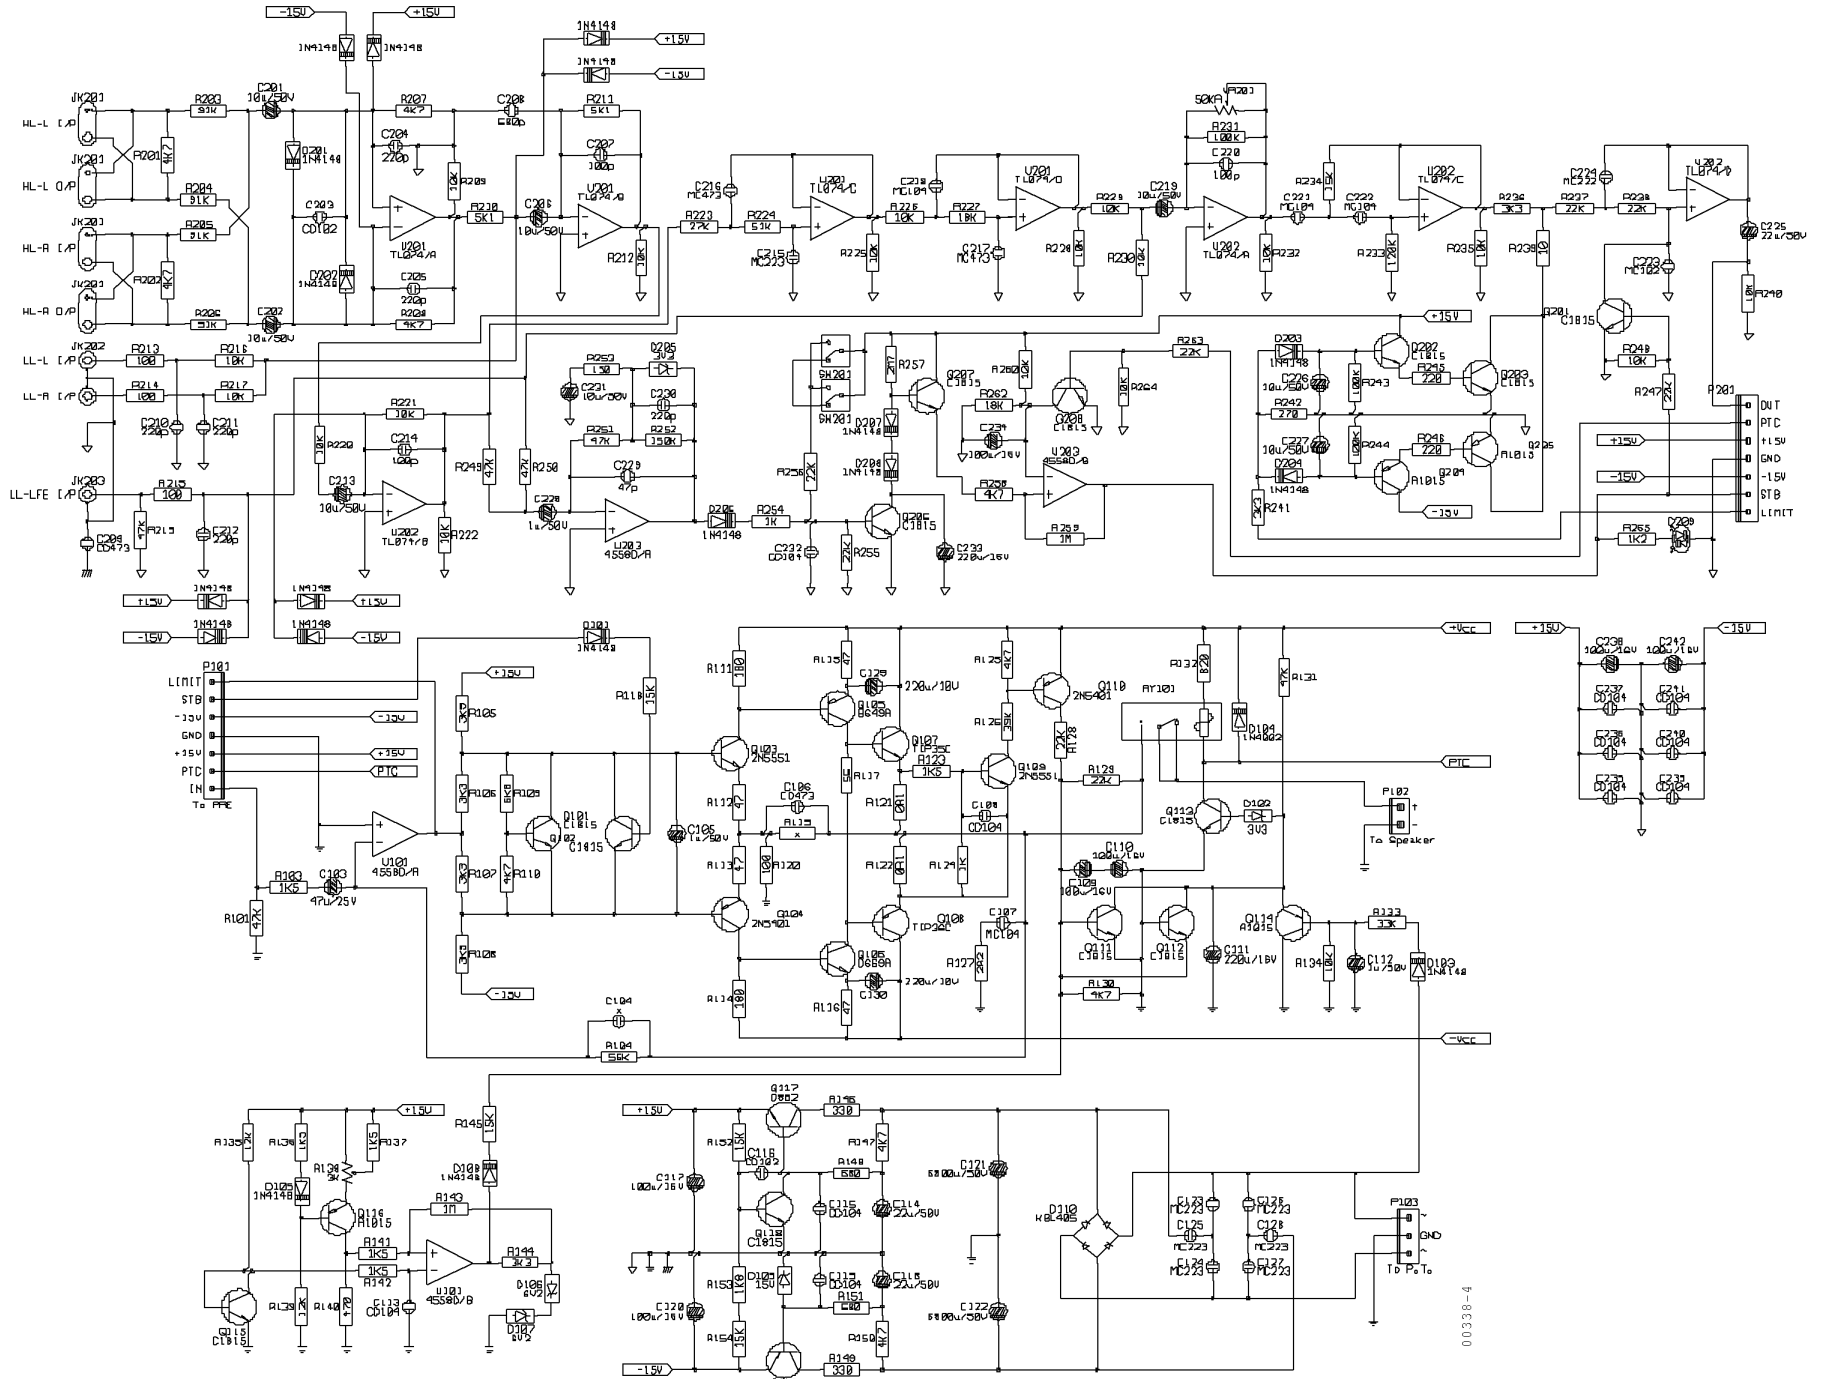 -15V
+15V
1N4148
1N4148
1N4148
+15V
1N4148
-15V
JK201
HL-L I/P
JK201
HL-L O/P
JK201
HL-R I/P
JK201
HL-R O/P
JK202
LL-L I/P
LL-R I/P
JK203
LL-LFE I/P
R203
91K
C201
10u/50V
R201
4K7
R204
91K
R205
91K
R202
4K7
R206
91K
C202
10u/50V
D201
1N4148
C203
CD102
D202
1N4148
R207
4K7
C204
220p
U201
TL074/A
C205
220p
R208
4K7
R209
10K
C208
680p
R210
5K1
C206
10u/50V
R211
5K1
C207
100p
U201
TL074/B
R212
10K
R213
100
R216
10K
R214
100
R217
10K
C210
220p
C211
220p
R215
100
R219
47K
C212
220p
C209
CD473
R220
10K
R221
10K
C214
100p
C213
10u/50V
U202
TL074/B
R222
10K
R249
47K
R250
47K
C228
1u/50V
R253
150
D205
3V3
C231
10u/50V
C230
220p
R251
47K
R252
150K
C229
47p
U203
4558D/A
D206
1N4148
R254
1K
R223
27K
R224
51K
C216
MC473
C215
MC223
U201
TL074/C
R225
10K
R226
10K
C218
MC104
R227
18K
C217
MC473
U201
TL074/D
R228
10K
R229
10K
R230
10K
C219
10u/50V
50KA
VR201
R231
100K
C220
100p
U202
TL074/A
R232
10K
C221
MC104
R234
15K
C222
MC104
R233
120K
U202
TL074/C
R235
10K
R236
3K3
R239
10
R237
22K
C224
MC222
R238
22K
C223
MC102
U202
TL074/D
C225
22u/50V
R240
10K
Q201
C1815
R248
10K
R247
22K
SW201
SW201
R256
22K
C232
CD104
R255
22K
R257
2M7
D207
1N4148
D208
1N4148
Q206
C1815
C233
220u/16V
Q207
C1815
R260
10K
R262
18K
C234
100u/16V
Q208
C1815
R264
10K
R263
22K
R258
4K7
U203
4558D/B
R259
1M
D203
1N4148
C226
10u/50V
R243
100K
R242
270
C227
10u/50V
R244
100K
D204
1N4148
R241
3K3
+15V
Q202
C1815
R245
220
Q203
C1815
R246
220
Q205
A1015
Q204
A1015
-15V
P201
OUT
PTC
+15V
+15V
GND
-15V
-15V
STB
LIMIT
R265
1K2
D209
+15V
1N4148
1N4148
+15V
-15V
1N4148
1N4148
-15V
P101
LIMIT
STB
-15V
-15V
GND
+15V
+15V
PTC
PTC
IN
To PRE
R101
47K
R103
1K5
C103
47u/25V
U101
4558D/A
+15V
R105
3K3
R106
3K3
R109
6K8
R107
3K3
R110
4K7
R108
3K3
-15V
D101
1N4148
R118
15K
Q101
C1815
Q102
C1815
C105
1u/50V
C104
x
R104
56K
R111
180
Q103
2N5551
R112
47
R113
47
Q104
2N5401
R114
180
C106
CD473
R119
x
R120
100
R115
47
C129
220u/10V
Q105
B649A
R117
Q106
D669A
C130
220u/10V
R116
47
Q107
TIP35C
R123
1K5
R121
0R1
R122
0R1
C108
CD104
R124
1K
Q108
TIP36C
C107
MC104
R127
2R2
R125
4K7
R126
39K
Q109
2N5551
Q110
2N5401
R128
22K
R129
22K
C110
100u/16V
C109
100u/16V
Q111
C1815
Q112
C1815
R130
4K7
C111
220u/16V
RY101
R132
820
D104
1N4002
Q113
C1815
D102
3V3
R131
47K
Q114
A1015
R133
33K
R134
10K
C112
1u/50V
D103
1N4148
+Vcc
PTC
P102
+
-
To Speaker
-Vcc
+15V
-15V
C238
100u/16V
C242
100u/16V
C237
CD104
C241
CD104
C236
CD104
C240
CD104
C235
CD104
C239
CD104
+15V
R135
12K
R136
1K5
R138
3K
R137
1K5
D105
1N4148
Q116
A1015
R141
1K5
1K5
R142
R139
12K
R140
470
C113
CD104
Q115
C1815
R143
1M
U101
4558D/B
R144
3K3
R145
15K
D108
1N4148
D106
6V2
D107
6V2
+15V
Q117
D882
R146
330
R152
15K
C116
CD102
R148
680
R147
4K7
C117
100u/16V
Q118
C1815
C115
CD104
C114
22u/50V
R153
1K8
D109
15V
C119
CD104
C118
22u/50V
R151
680
C120
100u/16V
R154
15K
R150
4K7
R149
330
-15V
C121
6800u/50V
C122
6800u/50V
D110
KBL405
C123
MC223
C126
MC223
C125
MC223
C128
MC223
C124
MC223
C127
MC223
P103
~
GND
~
To P.T.
00338-4